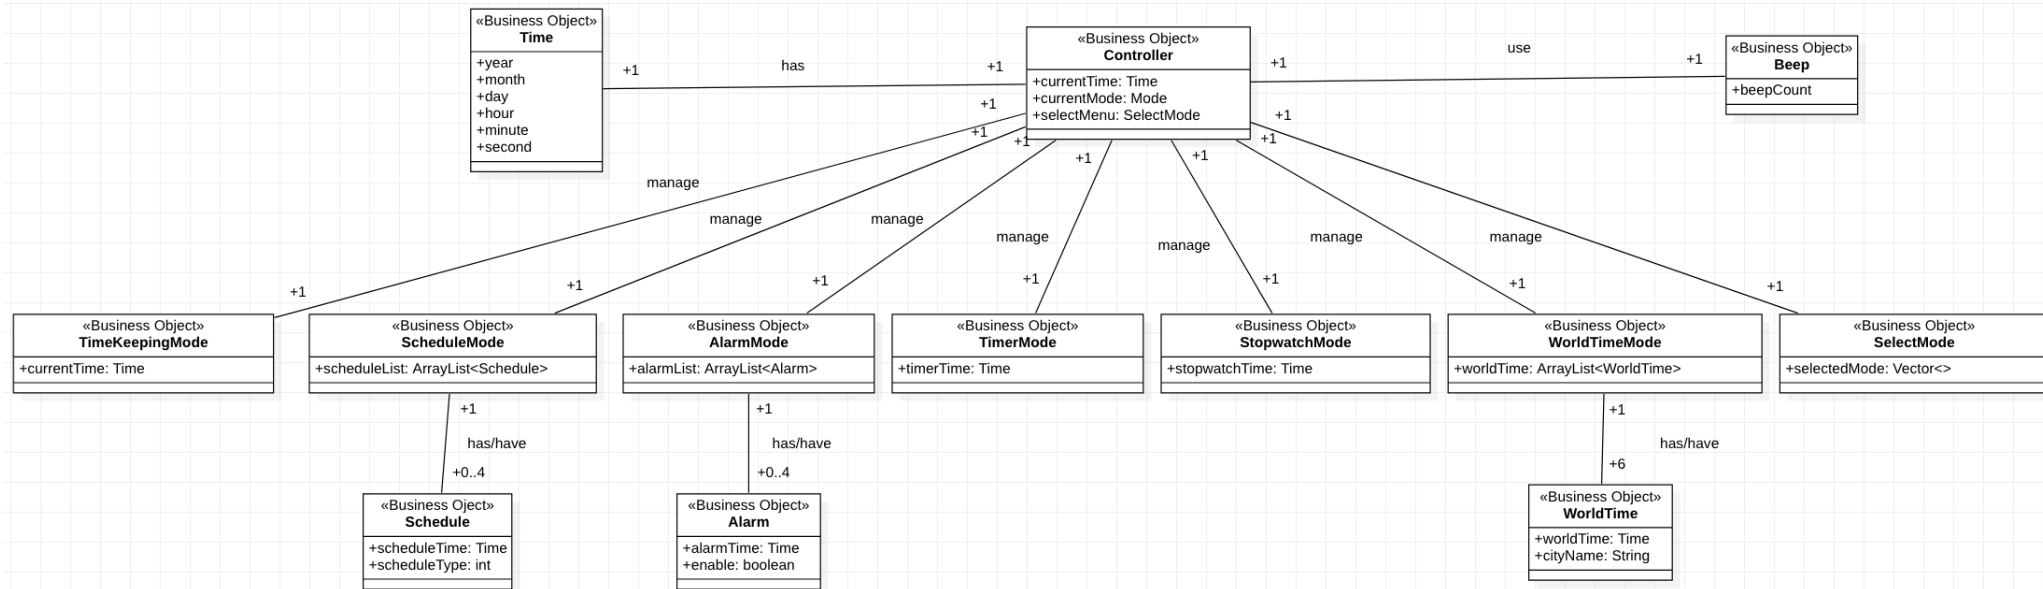 «Business Object»
Time
+year
+month
+day
+hour
+minute
+second
+1
has
+1
«Business Object»
Controller
+currentTime: Time
+currentMode: Mode
+selectMenu: SelectMode
+1
use
+1
«Business Object»
Beep
+beepCount
+1
+1
+1
+1
+1
+1
+1
manage
manage
manage
manage
manage
manage
manage
+1
+1
+1
+1
+1
+1
+1
«Business Object»
TimeKeepingMode
+currentTime: Time
«Business Object»
ScheduleMode
+scheduleList: ArrayList<Schedule>
«Business Object»
AlarmMode
+alarmList: ArrayList<Alarm>
«Business Object»
TimerMode
+timerTime: Time
«Business Object»
StopwatchMode
+stopwatchTime: Time
«Business Object»
WorldTimeMode
+worldTime: ArrayList<WorldTime>
«Business Object»
SelectMode
+selectedMode: Vector<>
+1
has/have
+0..4
+1
has/have
+0..4
+1
has/have
+6
«Business Oject»
Schedule
+scheduleTime: Time
+scheduleType: int
«Business Object»
Alarm
+alarmTime: Time
+enable: boolean
«Business Object»
WorldTime
+worldTime: Time
+cityName: String